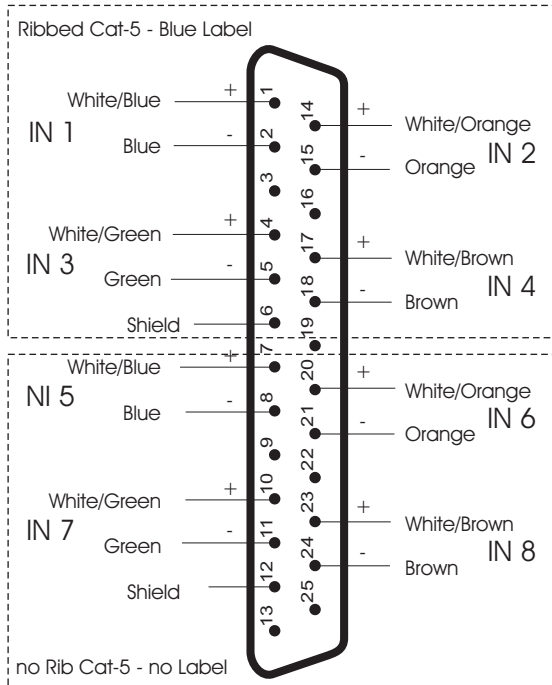 Ribbed Cat-5 - Blue Label
White/Blue + 1
IN 1
Blue - 2
3
White/Green + 4
IN 3
Green - 5
Shield 6
14 + White/Orange
IN 2
15 - Orange
16
17 + White/Brown
IN 4
18 - Brown
19
White/Blue + 7
NI 5
Blue - 8
9
White/Green + 10
IN 7
Green - 11
Shield 12
13
20 + White/Orange
IN 6
21 - Orange
22
23 + White/Brown
IN 8
24 - Brown
25
no Rib Cat-5 - no Label